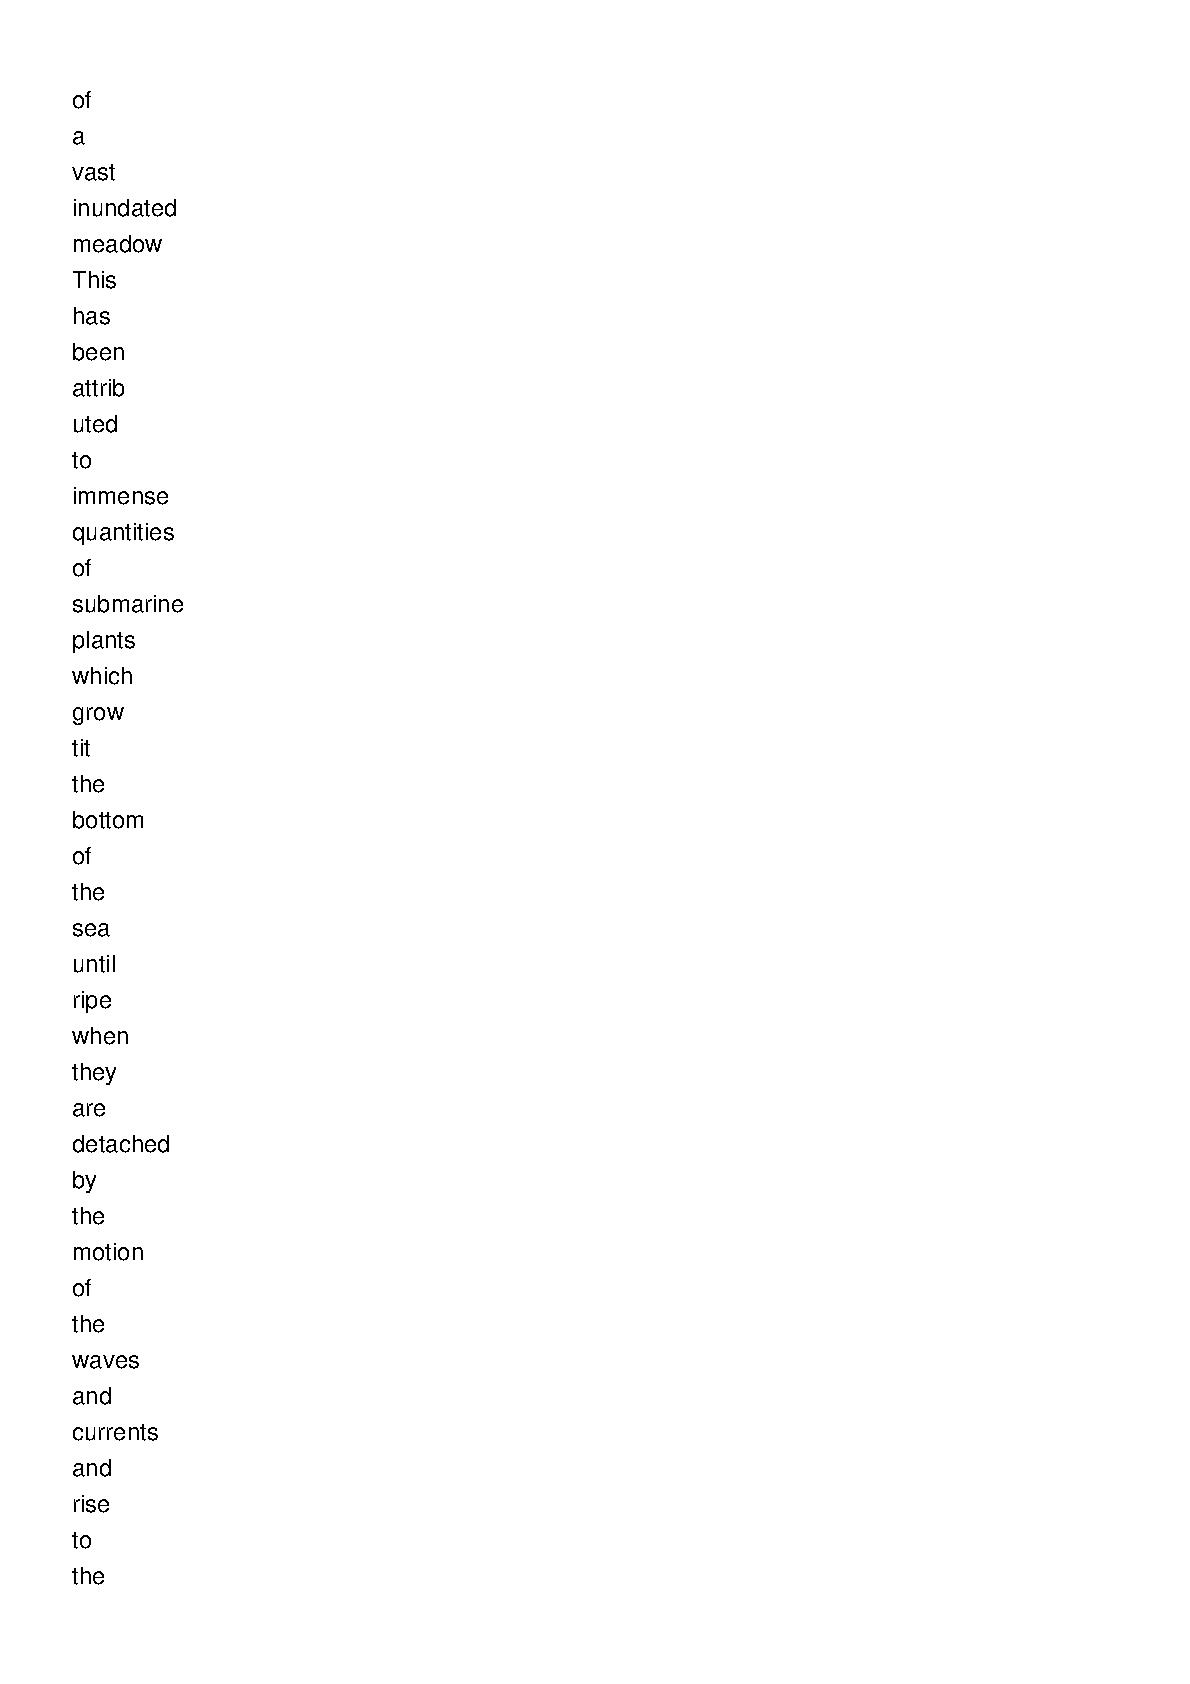 of
a
vast
inundated
meadow
This
has
been
attrib
uted
to
immense
quantities
of
submarine
plants
which
grow
tit
the
bottom
of
the
sea
until
ripe
when
they
are
detached
by
the
motion
of
the
waves
and
currents
and
rise
to
the